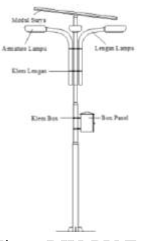 Modul Surya
Armature Lampu
Lengan Lampu
Klem Lengan
Klem Box
Box Panel